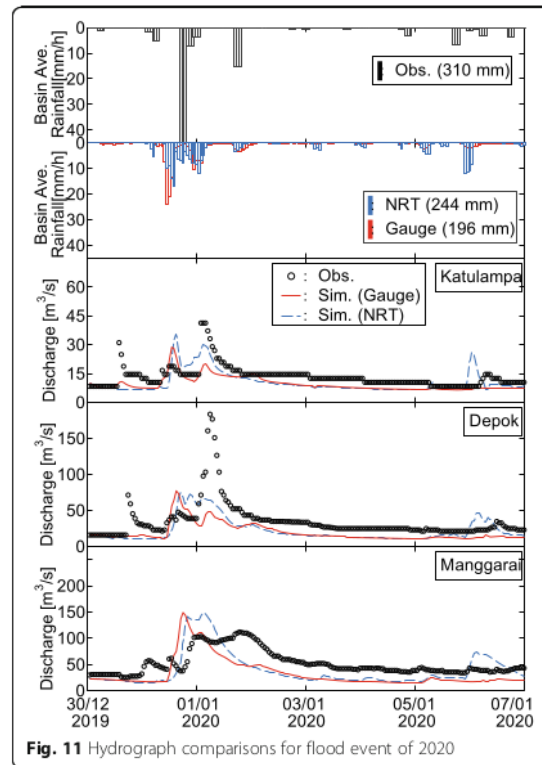 Basin Ave.
Rainfall[mm/h]
0
10
20
30
40
Obs. (310 mm)
Basin Ave.
Rainfall[mm/h]
0
10
20
30
40
NRT (244 mm)
Gauge (196 mm)
Discharge [m³/s]
60
45
30
15
0
Katulampa
○ : Obs.
: Sim. (Gauge)
: Sim. (NRT)
Discharge [m³/s]
150
100
50
0
Depok
Discharge [m³/s]
200
150
100
50
0
Manggarai
30/12
2019
01/01
2020
03/01
2020
05/01
2020
07/01
2020
Fig. 11 Hydrograph comparisons for flood event of 2020